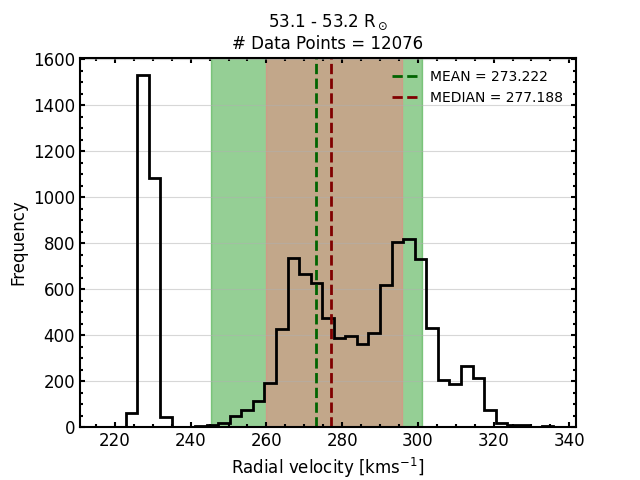 53.1 - 53.2 R⊙
# Data Points = 12076
1600
1400
1200
1000
800
600
400
200
0
Frequency
MEAN = 273.222
MEDIAN = 277.188
220 240 260 280 300 320 340
Radial velocity [kms⁻¹]